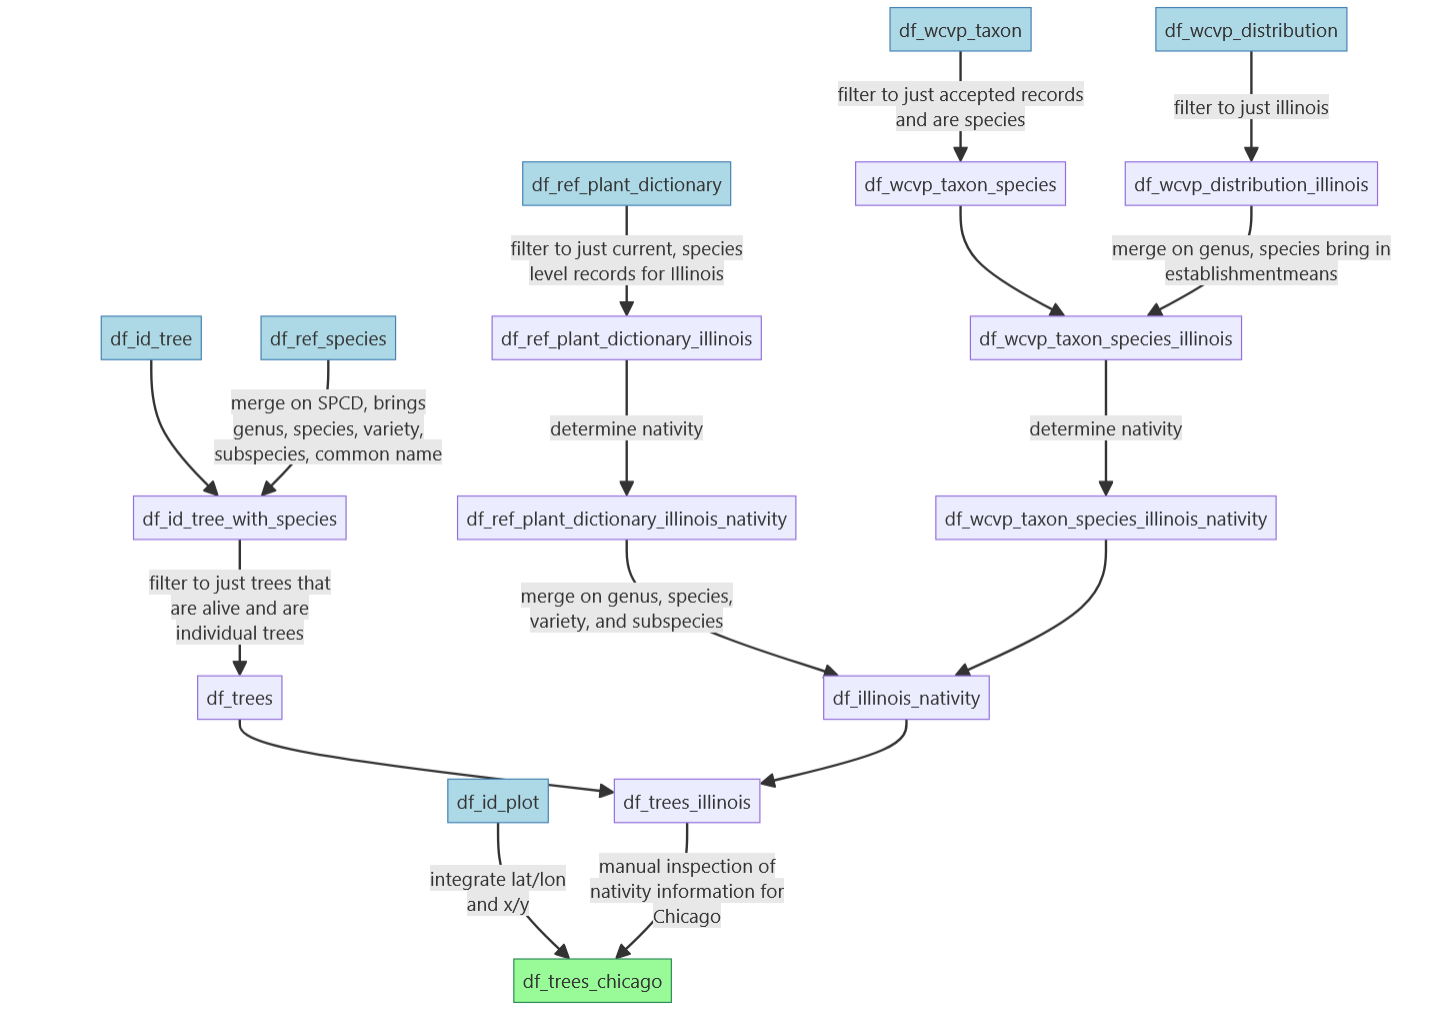 df_wcvp_taxon
df_wcvp_distribution
filter to just accepted records
and are species
filter to just illinois
df_ref_plant_dictionary
df_wcvp_taxon_species
df_wcvp_distribution_illinois
filter to just current, species
level records for Illinois
merge on genus, species bring in
establishmentmeans
df_id_tree
df_ref_species
df_ref_plant_dictionary_illinois
df_wcvp_taxon_species_illinois
merge on SPCD, brings
genus, species, variety,
subspecies, common name
determine nativity
determine nativity
df_id_tree_with_species
df_ref_plant_dictionary_illinois_nativity
df_wcvp_taxon_species_illinois_nativity
filter to just trees that
are alive and are
individual trees
merge on genus, species,
variety, and subspecies
df_trees
df_illinois_nativity
df_id_plot
df_trees_illinois
integrate lat/lon
and x/y
manual inspection of
nativity information for
Chicago
df_trees_chicago